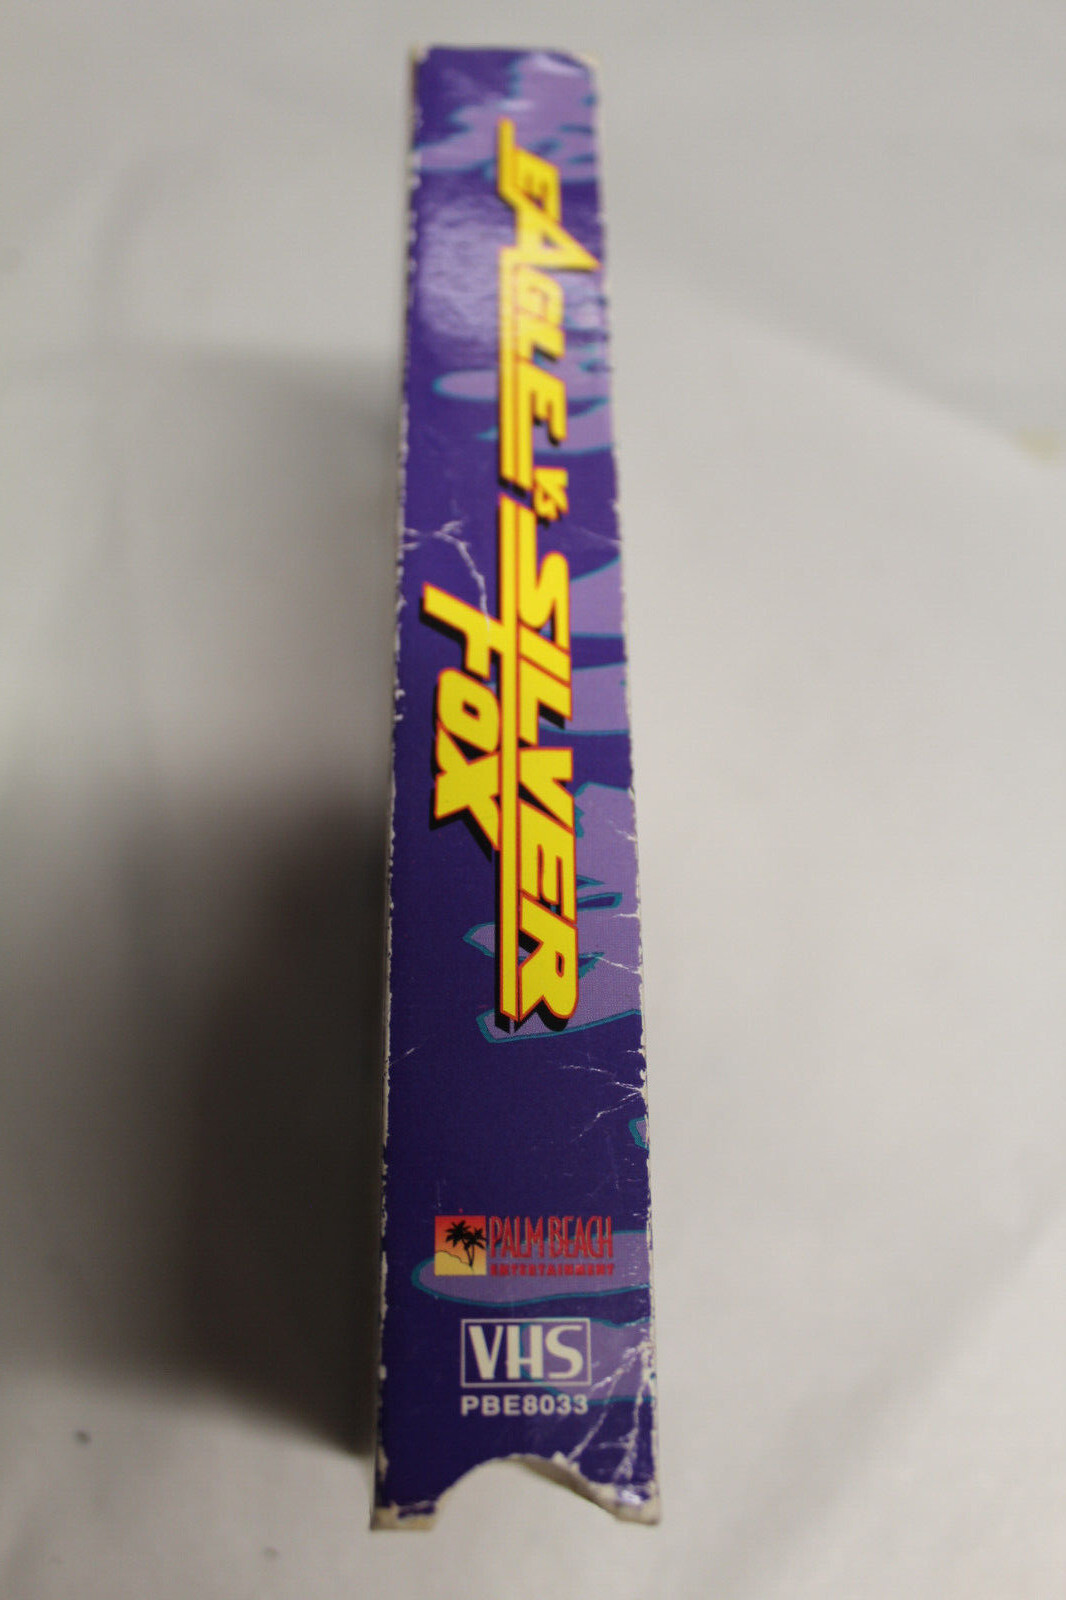 EAGLE VS SILVER
FOX
PALM BEACH
ENTERTAINMENT
VHS
PBE8033